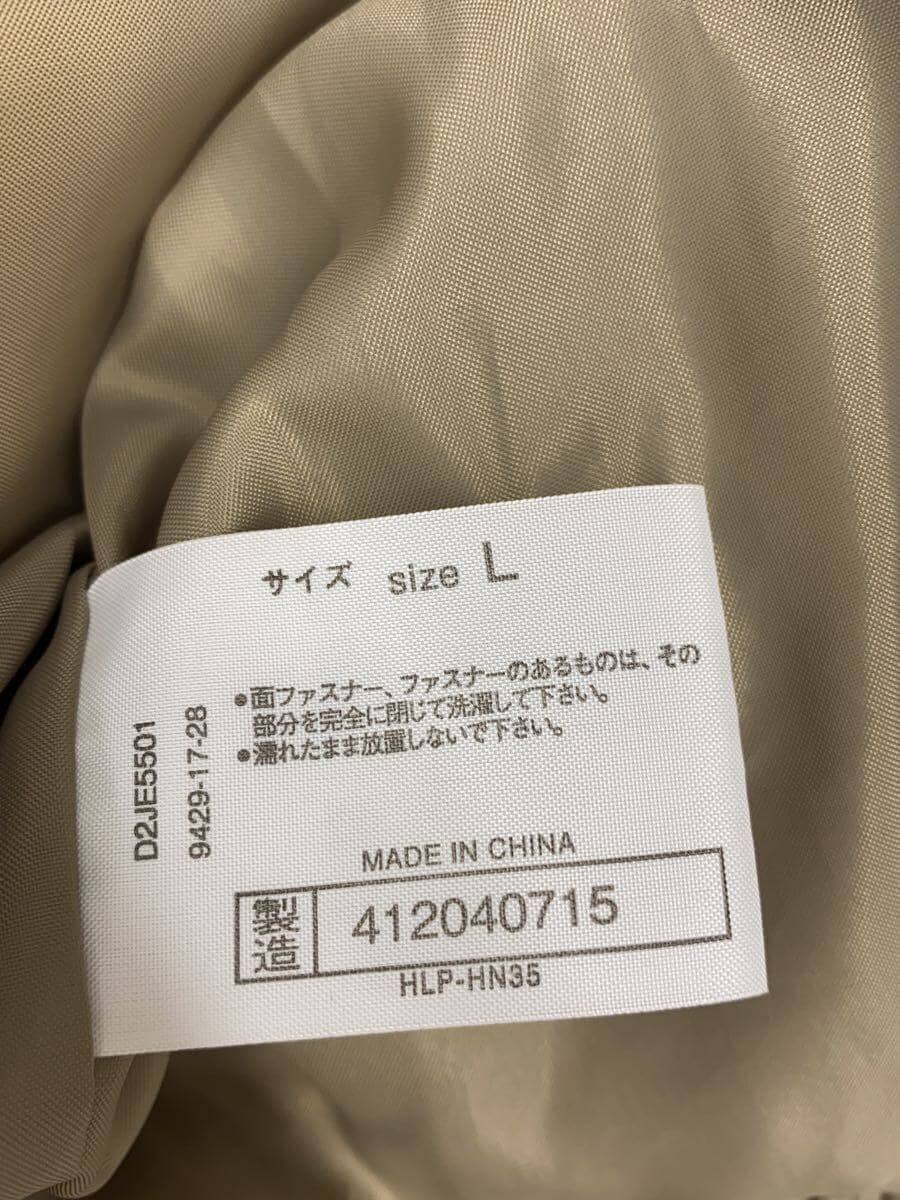 サイズ size L
●面ファスナー、ファスナーのあるものは、その
部分を完全に閉じて洗濯して下さい。
●濡れたまま放置しないで下さい。
D2JE5501
9429-17-28
MADE IN CHINA
製造 412040715
HLP-HN35